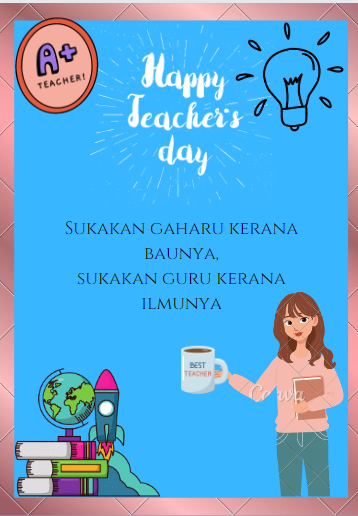 A+
TEACHER!
Happy
Teacher's
day
SUKAKAN GAHARU KERANA
BAUNYA,
SUKAKAN GURU KERANA
ILMUNYA
BEST
TEACHER
Canva